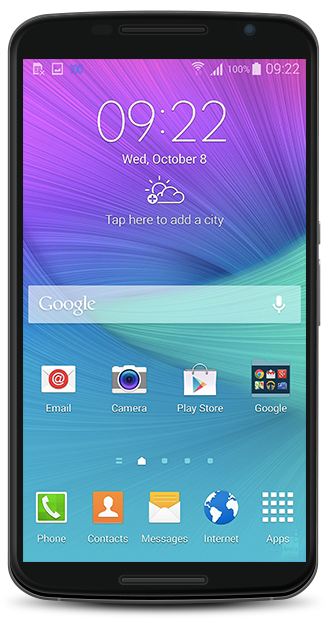 100% 09:22
09:22
Wed, October 8
Tap here to add a city
Google
Email Camera Play Store Google
Phone Contacts Messages Internet Apps